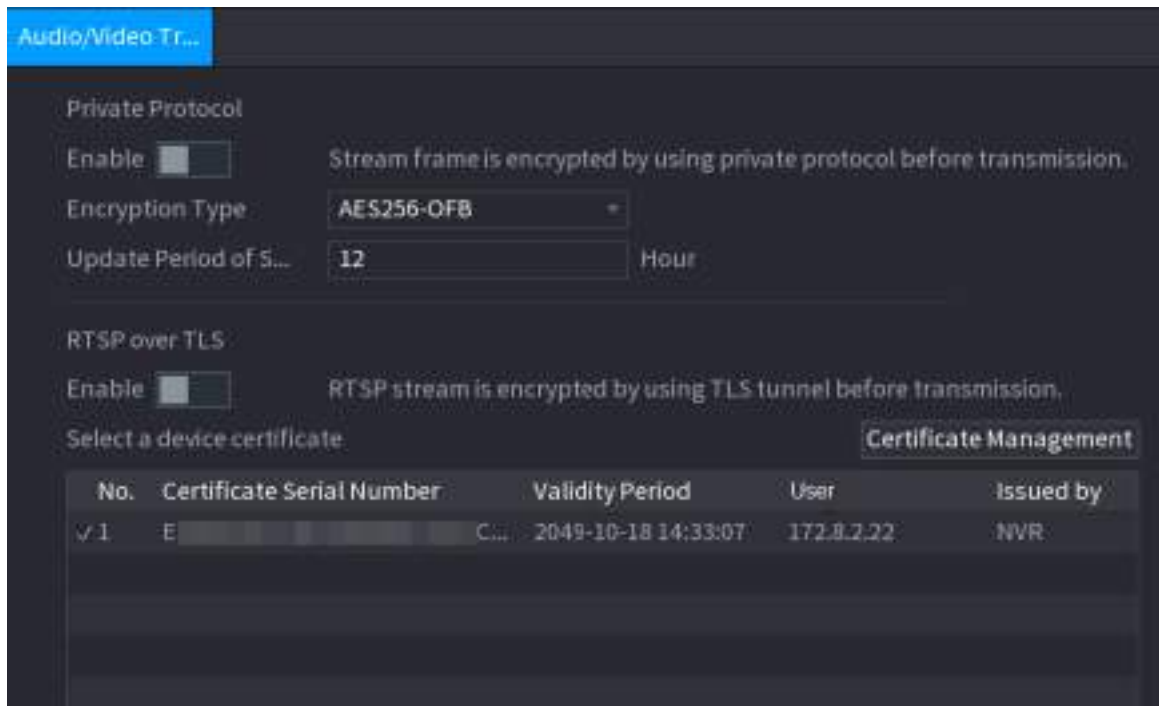 Audio/Video Tr...
Private Protocol
Enable Stream frame is encrypted by using private protocol before transmission.
Encryption Type AES256-OFB
Update Period of S... 12 Hour
RTSP over TLS
Enable RTSP stream is encrypted by using TLS tunnel before transmission.
Select a device certificate Certificate Management
No. Certificate Serial Number Validity Period User Issued by
1 E C... 2049-10-18 14:33:07 172.8.2.22 NVR